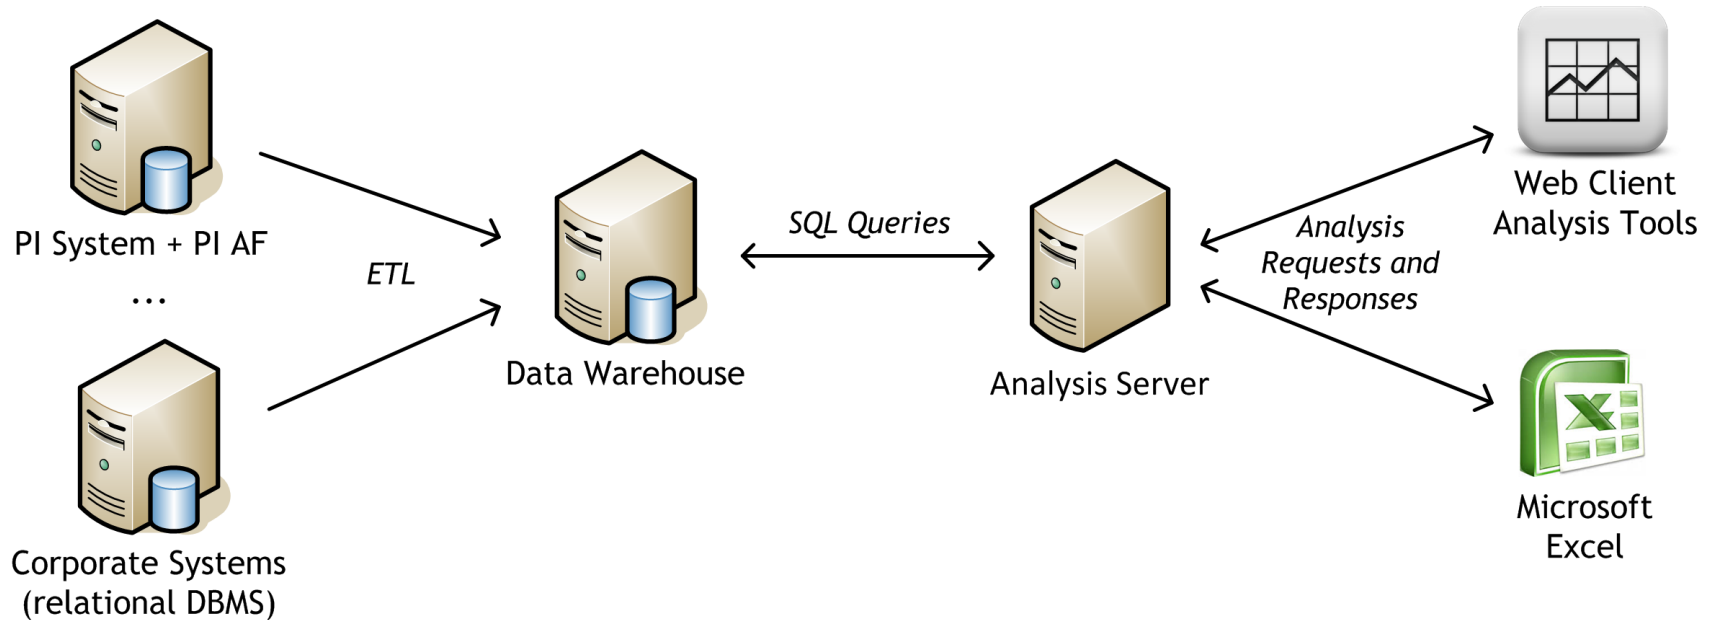 PI System + PI AF
...
Corporate Systems
(relational DBMS)
ETL
Data Warehouse
SQL Queries
Analysis Server
Analysis
Requests and
Responses
Web Client
Analysis Tools
Microsoft
Excel